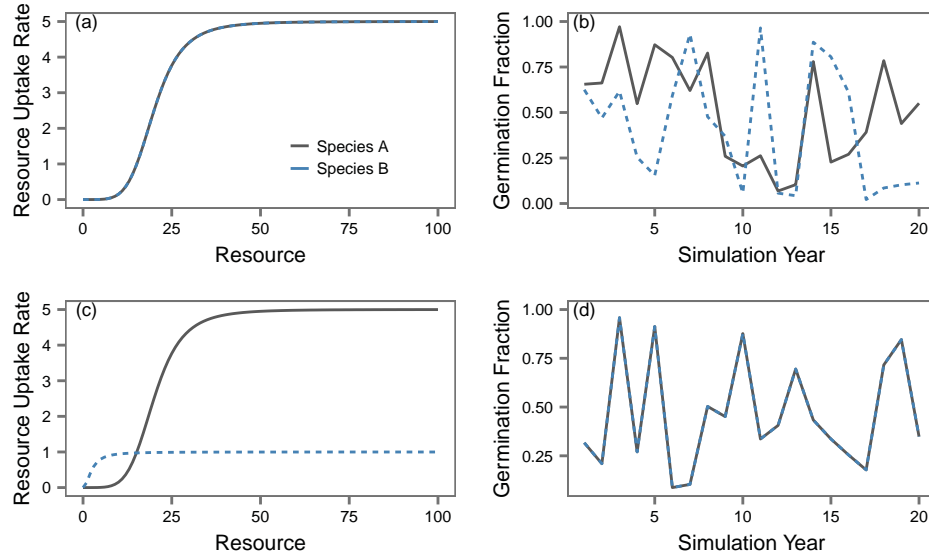 (a)
Resource Uptake Rate
5
4
3
2
1
0
Species A
Species B
0 25 50 75 100
Resource
(b)
Germination Fraction
1.00
0.75
0.50
0.25
0.00
5 10 15 20
Simulation Year
(c)
Resource Uptake Rate
5
4
3
2
1
0
0 25 50 75 100
Resource
(d)
Germination Fraction
1.00
0.75
0.50
0.25
5 10 15 20
Simulation Year